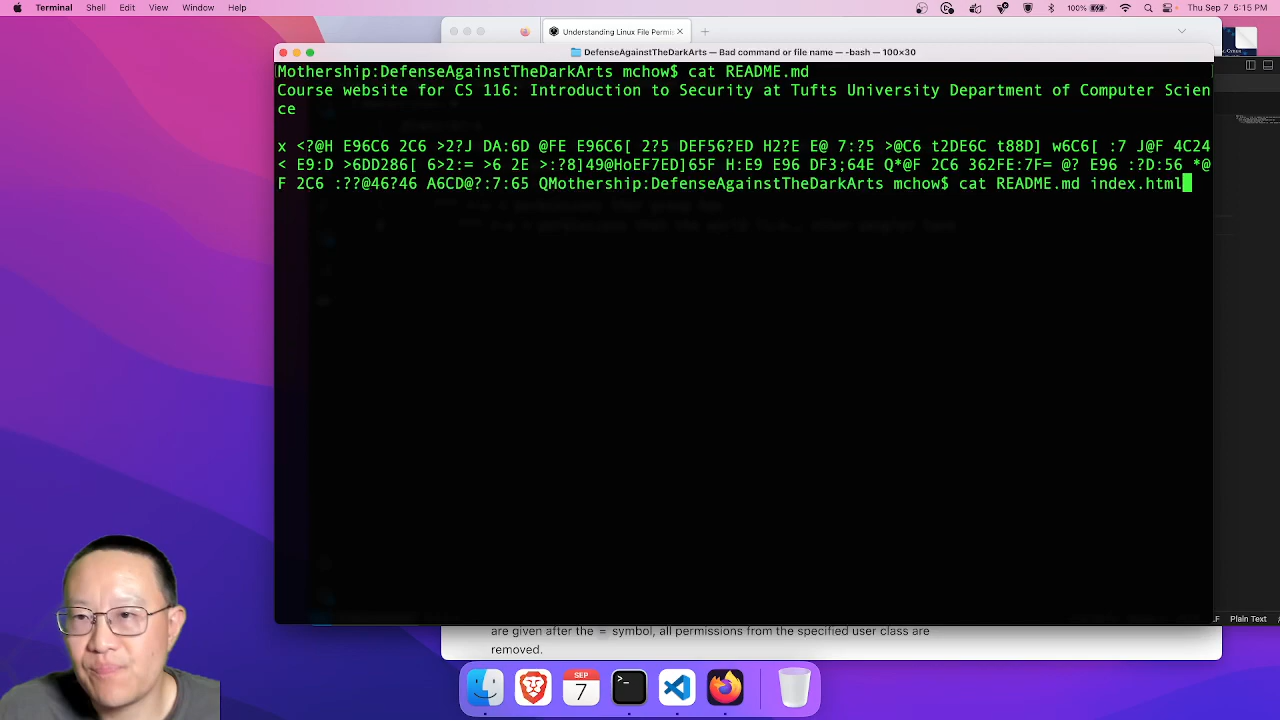 Terminal Shell Edit View Window Help 100% Thu Sep 7 5:15 PM
Understanding Linux File Permis
DefenseAgainstTheDarkArts — Bad command or file name — -bash — 100×30
Mothership:DefenseAgainstTheDarkArts mchow$ cat README.md
Course website for CS 116: Introduction to Security at Tufts University Department of Computer Scien
ce
x <?@H E96C6 2C6 >2?J DA:6D @FE E96C6[ 2?5 DEF56?ED H2?E E@ 7:?5 >@C6 t2DE6C t88D] w6C6[ :7 J@F 4C24
< E9:D >6DD286[ 6>2:= >6 2E >:?8]49@HoEF7ED]65F H:E9 E96 DF3;64E Q*@F 2C6 362FE:7F= @? E96 :?D:56 *@
F 2C6 :??@46?46 A6CD@?:7:65 QMothership:DefenseAgainstTheDarkArts mchow$ cat README.md index.html
are given after the = symbol, all permissions from the specified user class are
removed.
LF Plain Text
SEP
7